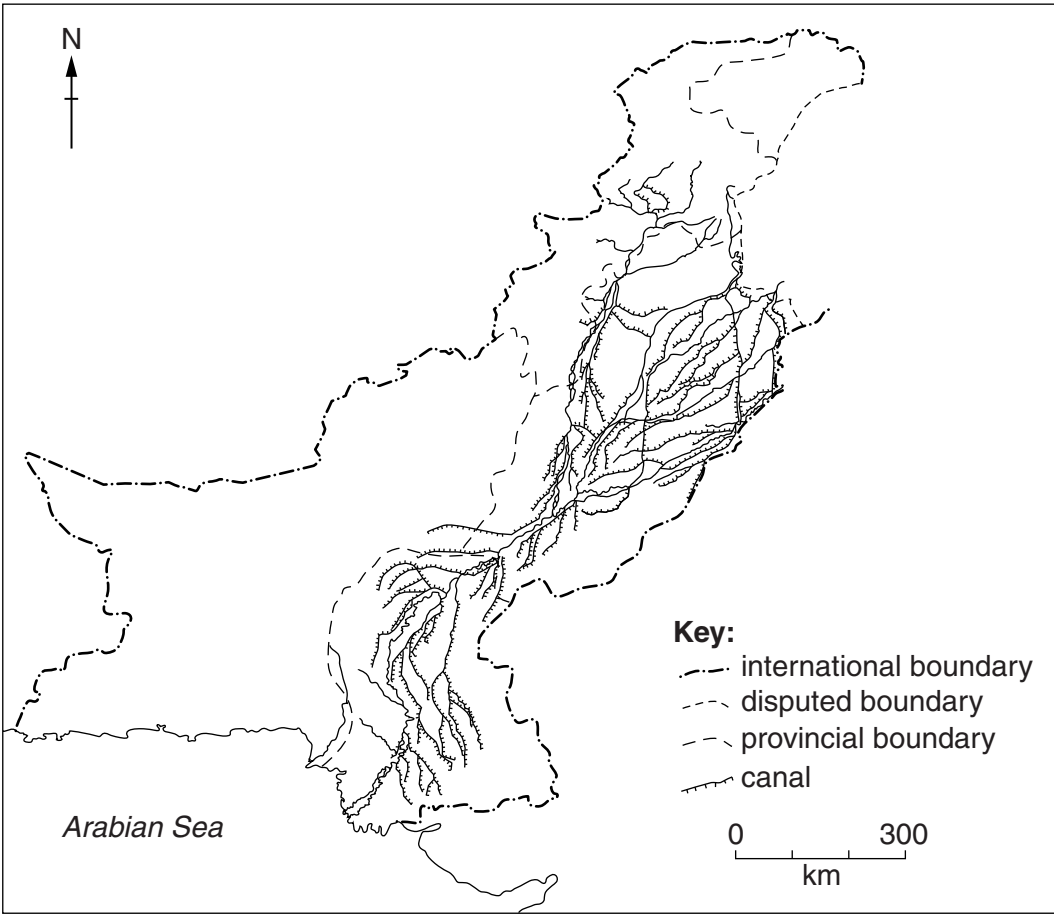 N
Key:
international boundary
disputed boundary
provincial boundary
canal
Arabian Sea
0 300
km